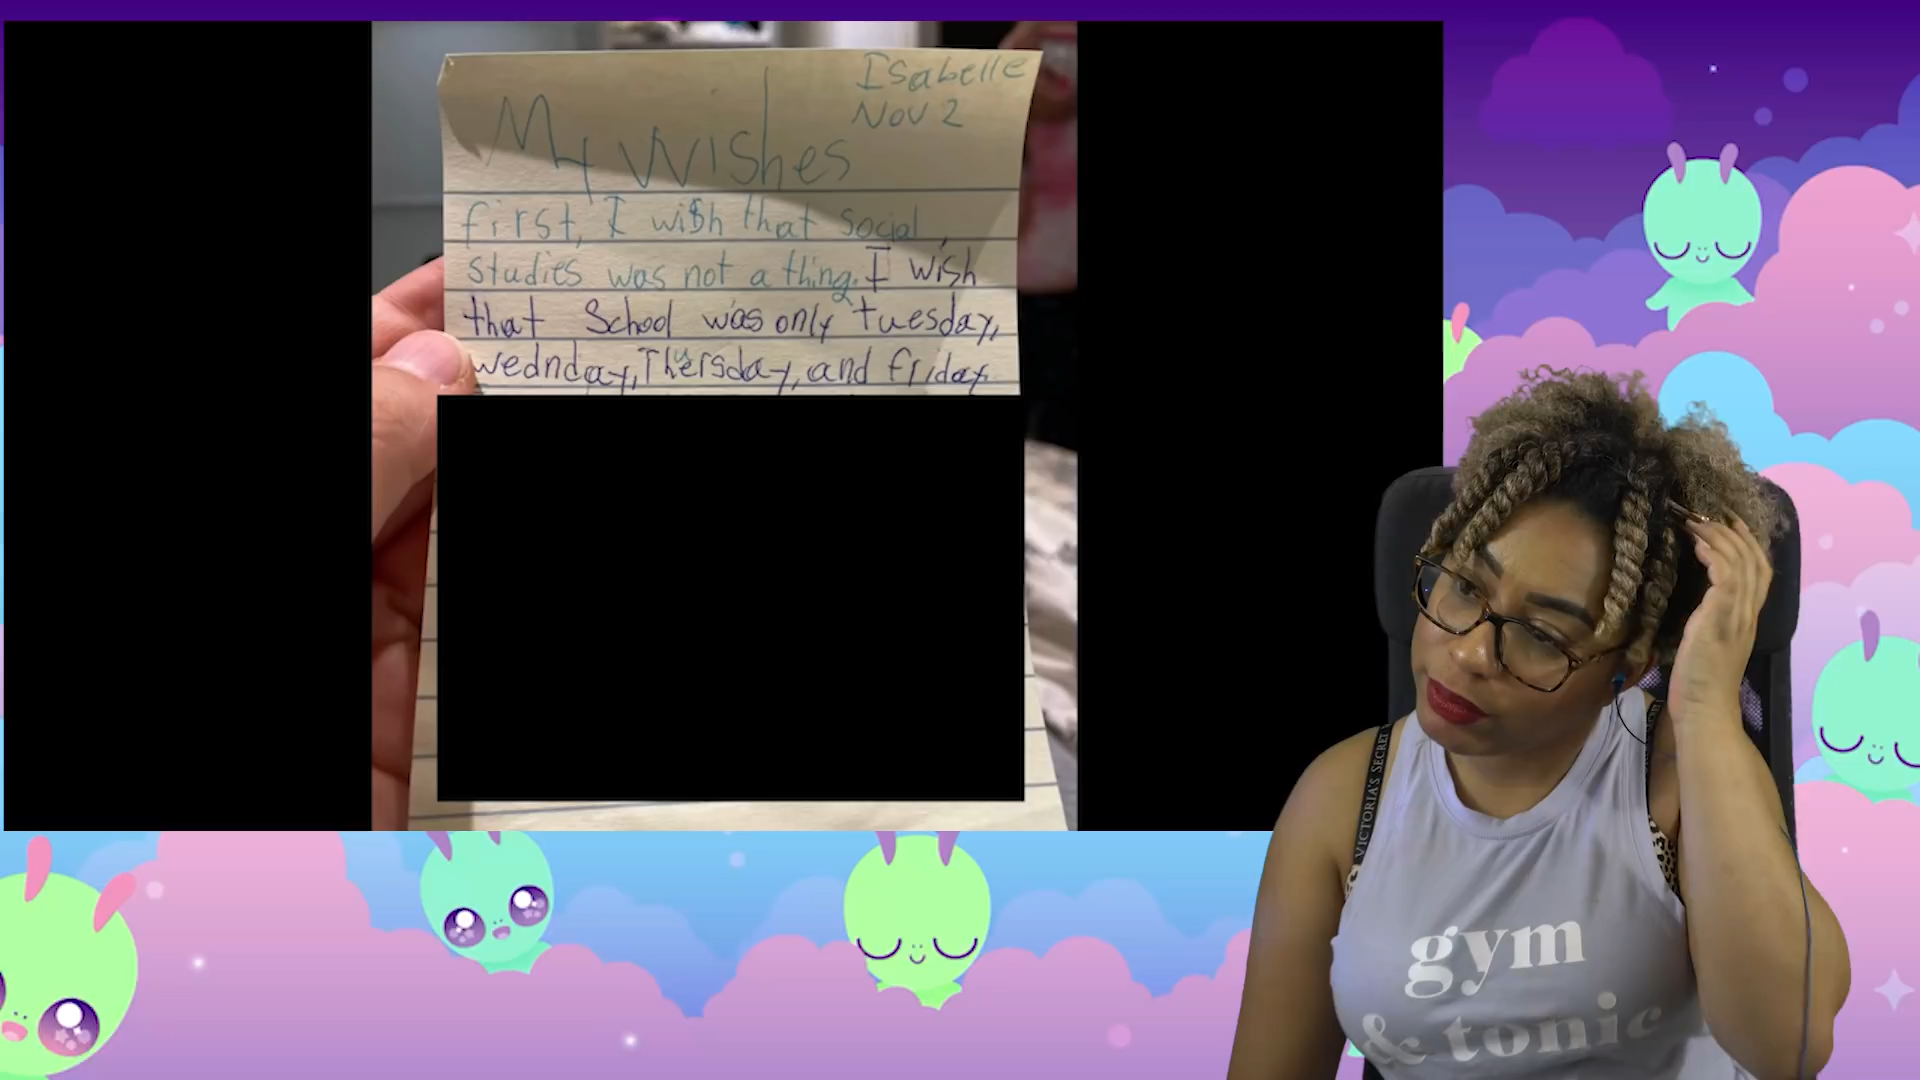 Isabelle
Nov 2
My Wishes
first, I wish that social
studies was not a thing. I wish
that School was only tuesday,
wednday, Thursday, and friday
VICTORIA'S SECRET
gym
& tonic